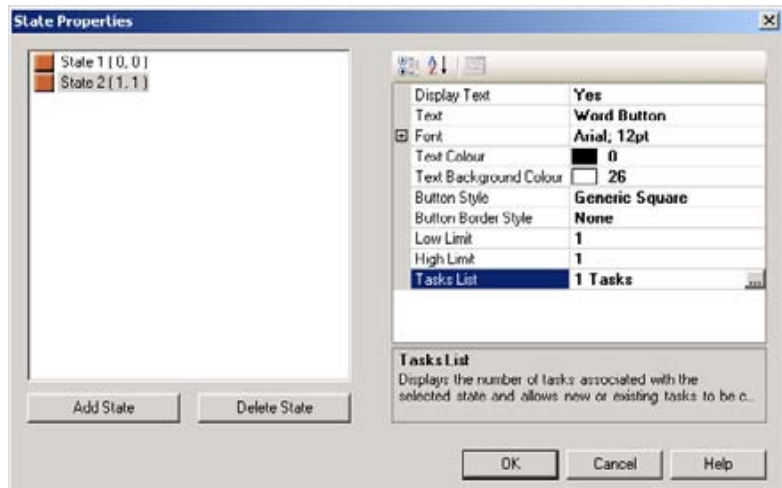 State Properties
State 1 ( 0, 0 )
State 2 ( 1, 1 )
Display Text Yes
Text Word Button
Font Arial; 12pt
Text Colour 0
Text Background Colour 26
Button Style Generic Square
Button Border Style None
Low Limit 1
High Limit 1
Tasks List 1 Tasks ...
Tasks List
Displays the number of tasks associated with the
selected state and allows new or existing tasks to be c...
Add State Delete State
OK Cancel Help